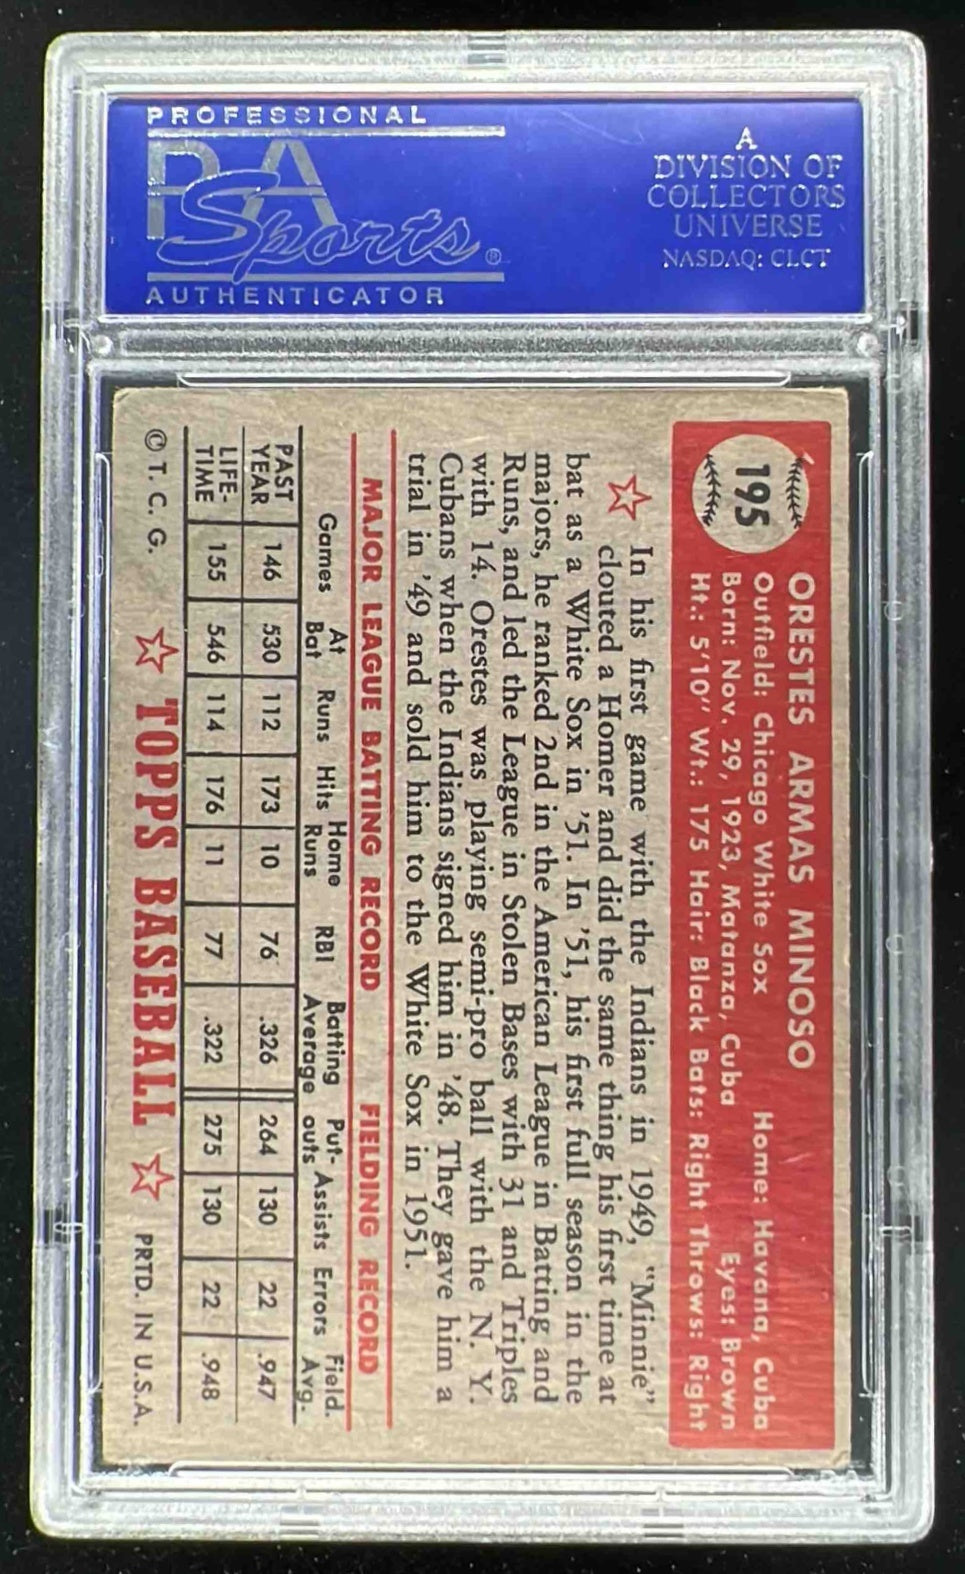 PROFESSIONAL
PSA
Sports®
AUTHENTICATOR
A
DIVISION OF
COLLECTORS
UNIVERSE
NASDAQ: CLCT
195
ORESTES ARMAS MINOSO
Outfield: Chicago White Sox Home: Havana, Cuba
Born: Nov. 29, 1923, Matanza, Cuba Eyes: Brown
Ht.: 5'10" Wt.: 175 Hair: Black Bats: Right Throws: Right
In his first game with the Indians in 1949, "Minnie"
clouted a Homer and did the same thing his first time at
bat as a White Sox in '51. In '51, his first full season in the
majors, he ranked 2nd in the American League in Batting and
Runs, and led the League in Stolen Bases with 31 and Triples
with 14. Orestes was playing semi-pro ball with the N. Y.
Cubans when the Indians signed him in '48. They gave him a
trial in '49 and sold him to the White Sox in 1951.
MAJOR LEAGUE BATTING RECORD FIELDING RECORD
Games At Bat Runs Hits Home Runs RBI Batting Average Put-outs Assists Errors Field. Avg.
PAST YEAR 146 530 112 173 10 76 .326 264 130 22 .947
LIFE-TIME 155 546 114 176 11 77 .322 275 130 22 .948
© T. C. G. TOPPS BASEBALL PRTD. IN U.S.A.